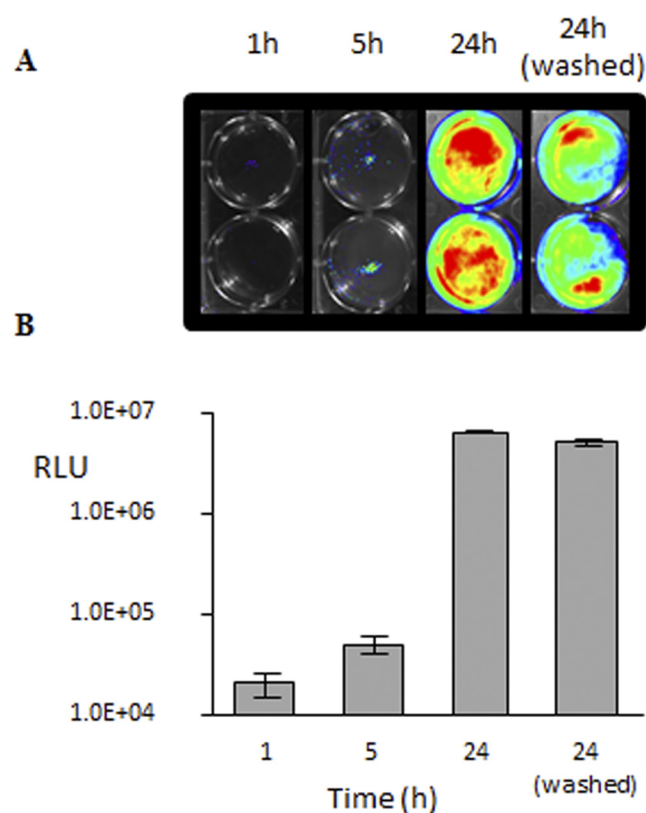 A
1h 5h 24h 24h
(washed)
B
1.0E+07
RLU
1.0E+06
1.0E+05
1.0E+04
1 5 24 24
(washed)
Time (h)